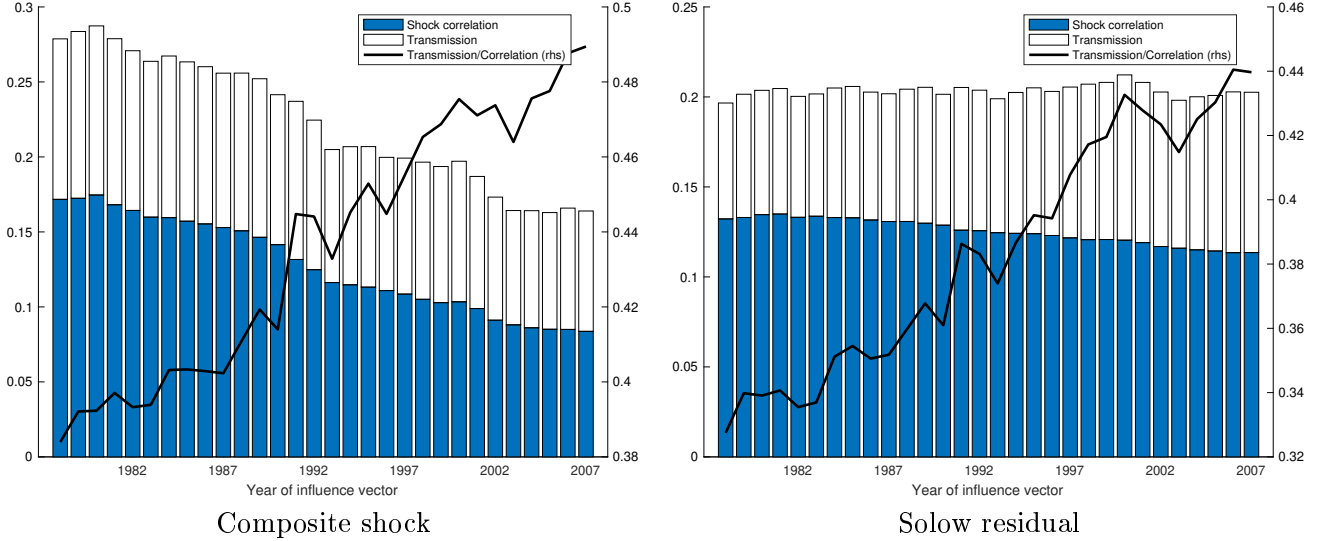 0.3
0.25
0.2
0.15
0.1
0.05
0
0.5
0.48
0.46
0.44
0.42
0.4
0.38
Shock correlation
Transmission
Transmission/Correlation (rhs)
1982 1987 1992 1997 2002 2007
Year of influence vector
Composite shock
0.25
0.2
0.15
0.1
0.05
0
0.46
0.44
0.42
0.4
0.38
0.36
0.34
0.32
Shock correlation
Transmission
Transmission/Correlation (rhs)
1982 1987 1992 1997 2002 2007
Year of influence vector
Solow residual